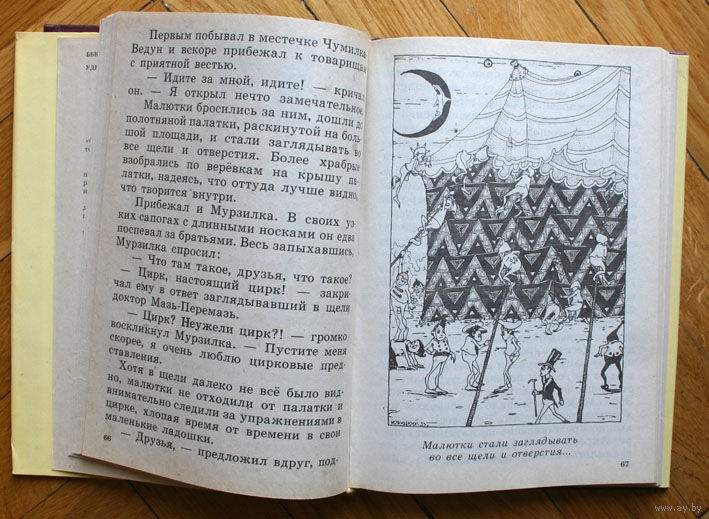 Первым побывал в местечке Чумилка
Ведун и вскоре прибежал к товарищам
с приятной вестью.
— Идите за мной, идите! — кричал
он. — Я открыл нечто замечательное.
Малютки бросились за ним, дошли до
полотняной палатки, раскинутой на боль-
шой площади, и стали заглядывать во
все щели и отверстия. Более храбрые
взобрались по верёвкам на крышу па-
латки, надеясь, что оттуда лучше видно,
что творится внутри.
Прибежал и Мурзилка. В своих уз-
ких сапогах с длинными носками он едва
поспевал за братьями. Весь запыхавшись,
Мурзилка спросил:
— Что там такое, друзья, что такое?
— Цирк, настоящий цирк! — закри-
чал ему в ответ заглядывавший в щели
доктор Мазь-Перемазь.
— Цирк? Неужели цирк?! — громко
воскликнул Мурзилка. — Пустите меня
скорее, я очень люблю цирковые пред-
ставления.
Хотя в щели далеко не всё было вид-
но, малютки не отходили от палатки и
внимательно следили за упражнениями в
цирке, хлопая время от времени в свои
маленькие ладошки.
— Друзья, — предложил вдруг, под-
66
Малютки стали заглядывать
во все щели и отверстия...
67
www.ay.by